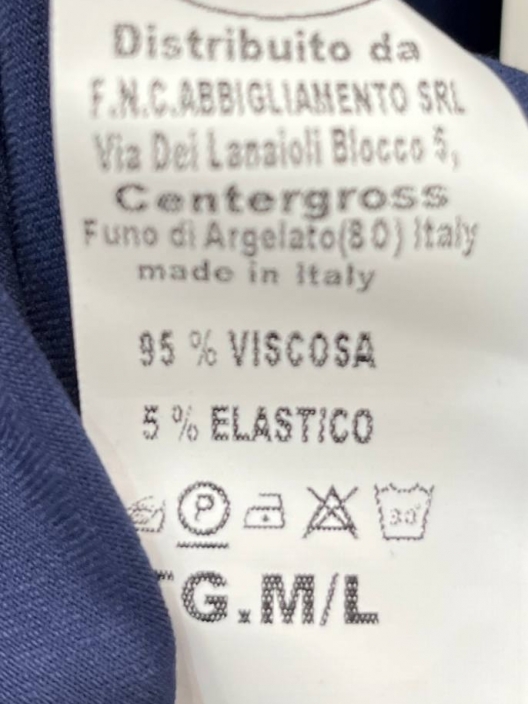 Distribuito da
F.N.C.ABBIGLIAMENTO SRL
Via Dei Lanaioli Blocco 5,
Centergross
Funo di Argelato(BO) Italy
made in Italy
95 % VISCOSA
5 % ELASTICO
P
30°
TG.M/L